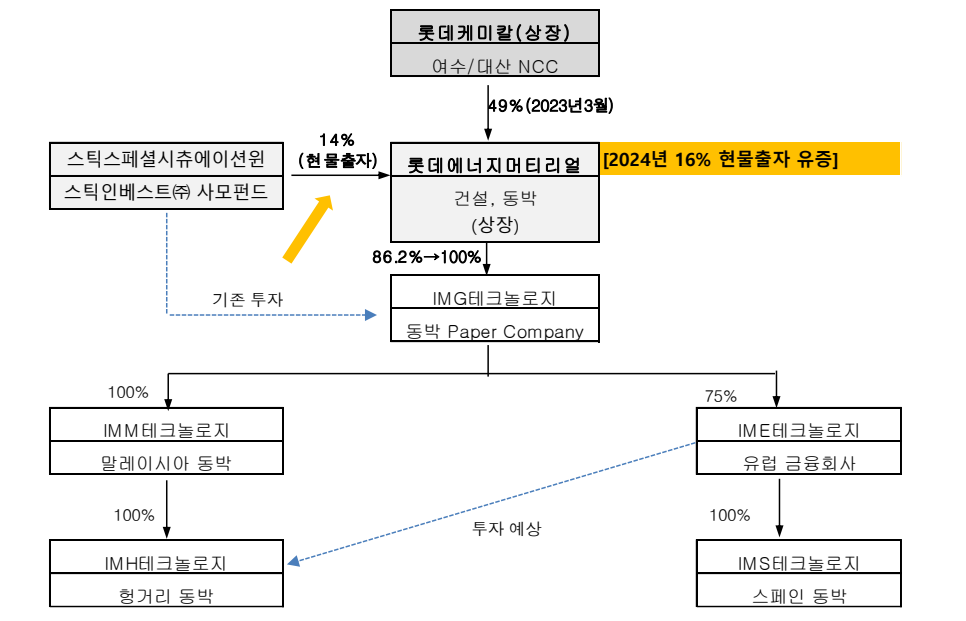 롯데케미칼(상장)
여수/대산 NCC
49%(2023년3월)
스틱스페셜시츄에이션윈
스틱인베스트㈜ 사모펀드
14%
(현물출자)
롯데에너지머티리얼
건설, 동박
(상장)
[2024년 16% 현물출자 유증]
86.2%→100%
기존 투자
IMG테크놀로지
동박 Paper Company
100%
75%
IMM테크놀로지
말레이시아 동박
IME테크놀로지
유럽 금융회사
100%
투자 예상
100%
IMH테크놀로지
헝거리 동박
IMS테크놀로지
스페인 동박